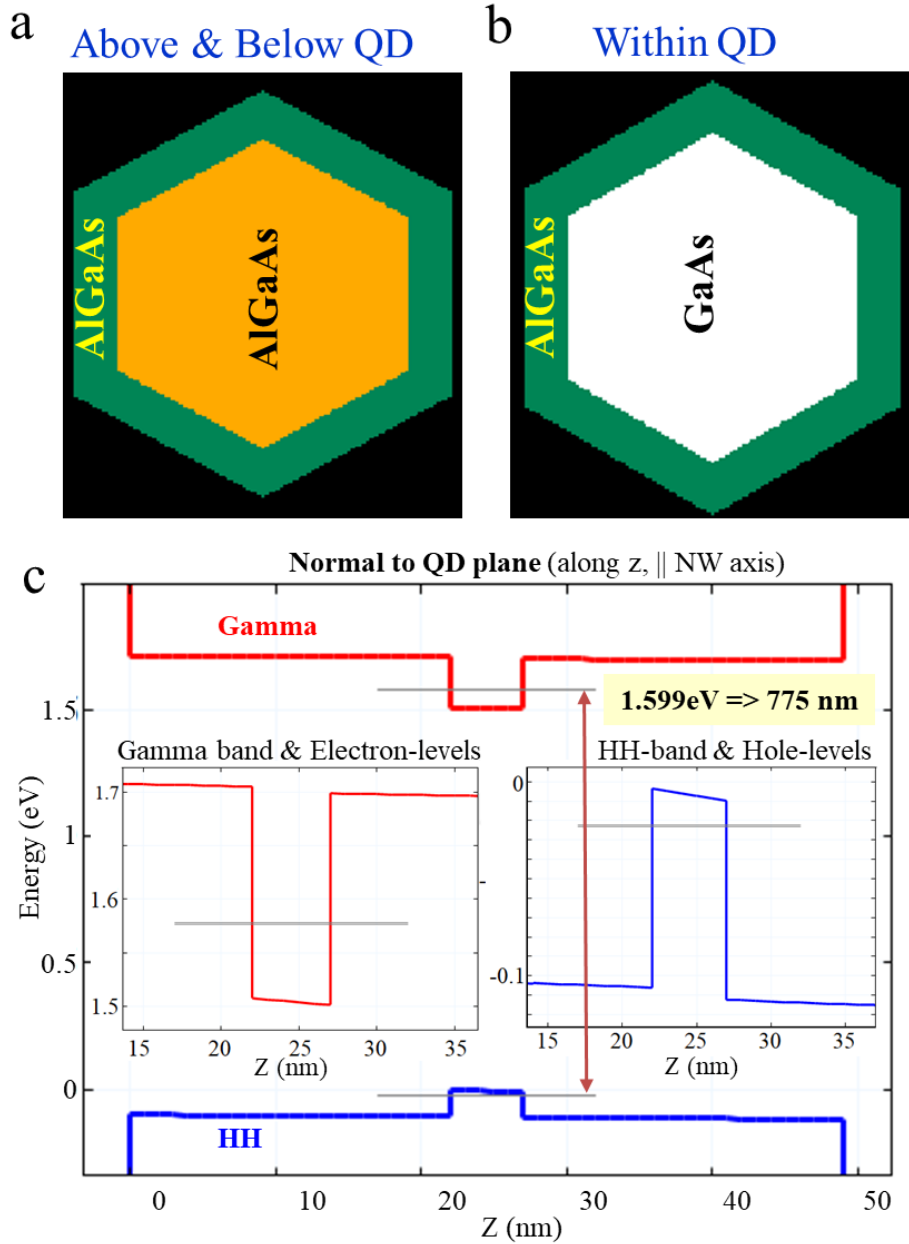 a
Above & Below QD
AlGaAs
AlGaAs
b
Within QD
AlGaAs
GaAs
c
Normal to QD plane (along z, || NW axis)
Gamma
1.599eV => 775 nm
Gamma band & Electron-levels
1.7
1.6
1.5
15
20
25
30
35
Z (nm)
HH-band & Hole-levels
0
-0.1
15
20
25
30
35
Z (nm)
HH
Energy (eV)
1.5
1
0.5
0
0
10
20
30
40
50
Z (nm)